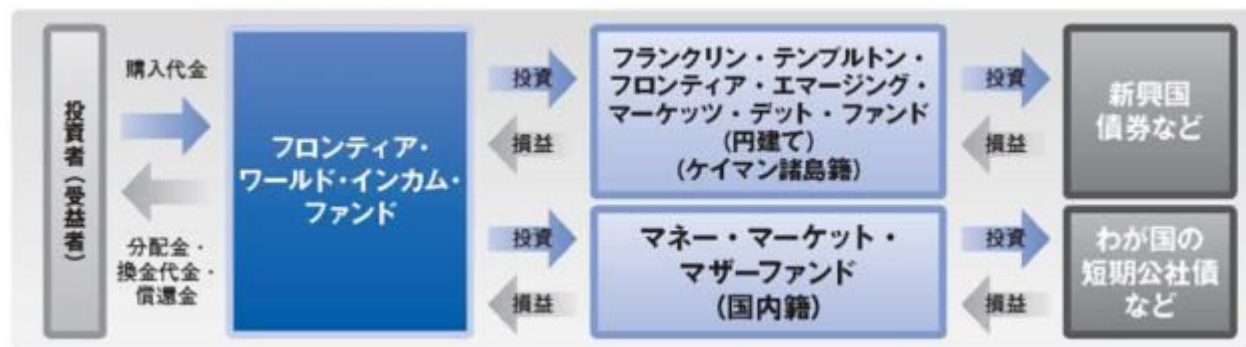 投資者（受益者）
購入代金
分配金・
換金代金・
償還金
フロンティア・
ワールド・インカム・
ファンド
投資
損益
フランクリン・テンプルトン・
フロンティア・エマージング・
マーケッツ・デット・ファンド
（円建て）
（ケイマン諸島籍）
投資
損益
新興国
債券など
投資
損益
マネー・マーケット・
マザーファンド
（国内籍）
投資
損益
わが国の
短期公社債
など